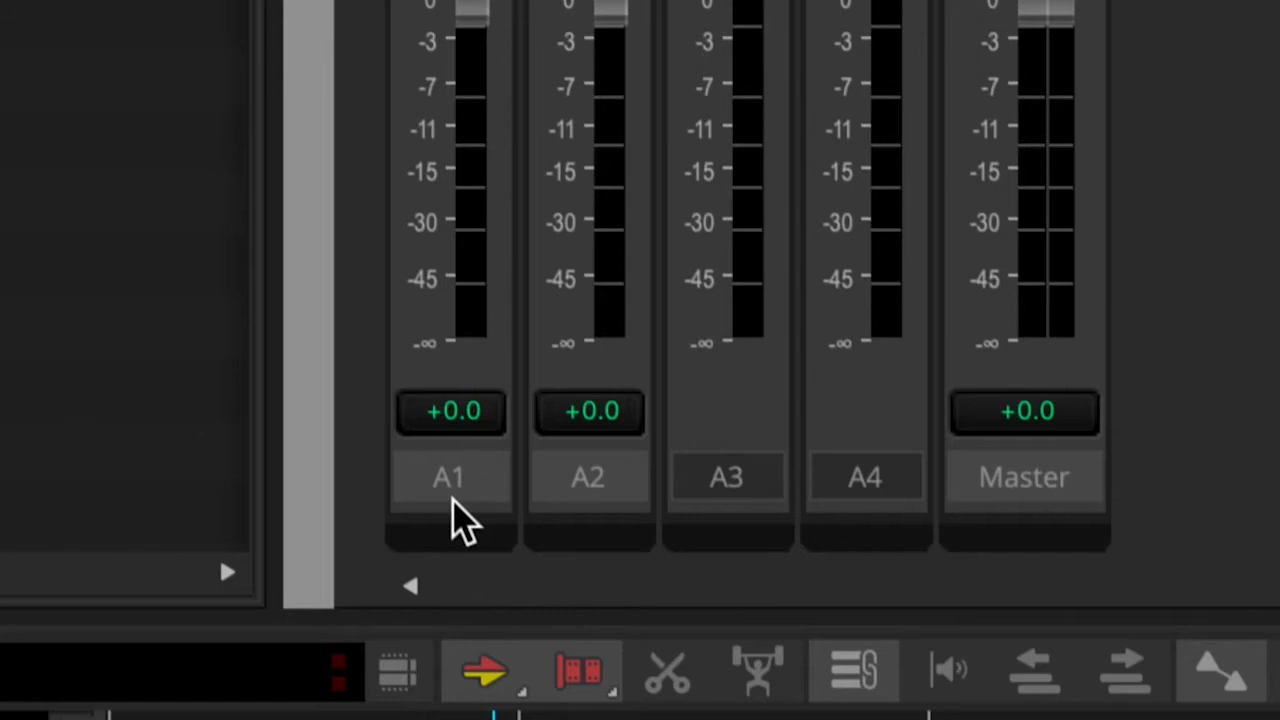 0 0 0 0 0
-3 -3 -3 -3 -3
-7 -7 -7 -7 -7
-11 -11 -11 -11 -11
-15 -15 -15 -15 -15
-30 -30 -30 -30 -30
-45 -45 -45 -45 -45
-∞ -∞ -∞ -∞ -∞
+0.0 +0.0 +0.0
A1 A2 A3 A4 Master